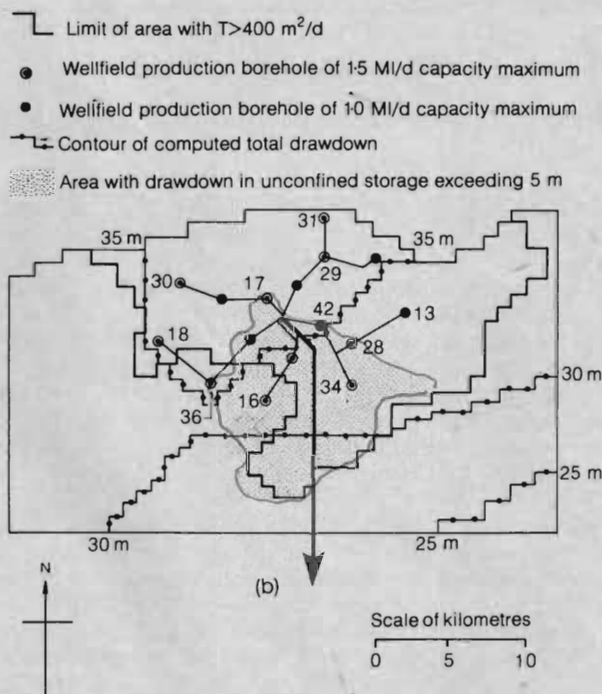 Limit of area with T>400 m²/d
Wellfield production borehole of 1·5 Ml/d capacity maximum
Wellfield production borehole of 1·0 Ml/d capacity maximum
Contour of computed total drawdown
Area with drawdown in unconfined storage exceeding 5 m
31
35 m
35 m
29
30
17
42
13
18
28
30 m
34
16
36
25 m
30 m
25 m
(b)
N
Scale of kilometres
0 5 10